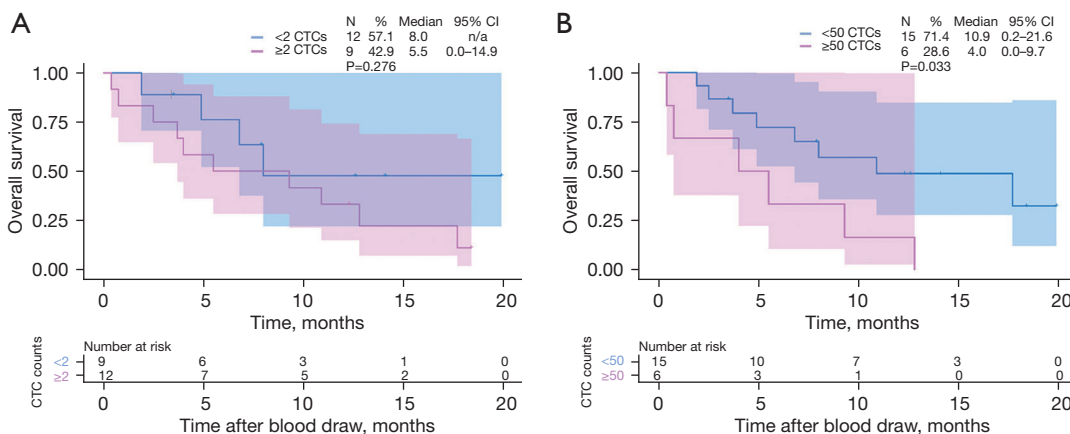 A
N % Median 95% CI
<2 CTCs 12 57.1 8.0 n/a
≥2 CTCs 9 42.9 5.5 0.0–14.9
P=0.276
Overall survival
1.00
0.75
0.50
0.25
0.00
0 5 10 15 20
Time, months
CTC counts
Number at risk
<2 9 6 3 1 0
≥2 12 7 5 2 0
0 5 10 15 20
Time after blood draw, months
B
N % Median 95% CI
<50 CTCs 15 71.4 10.9 0.2–21.6
≥50 CTCs 6 28.6 4.0 0.0–9.7
P=0.033
Overall survival
1.00
0.75
0.50
0.25
0.00
0 5 10 15 20
Time, months
CTC counts
Number at risk
<50 15 10 7 3 0
≥50 6 3 1 0 0
0 5 10 15 20
Time after blood draw, months